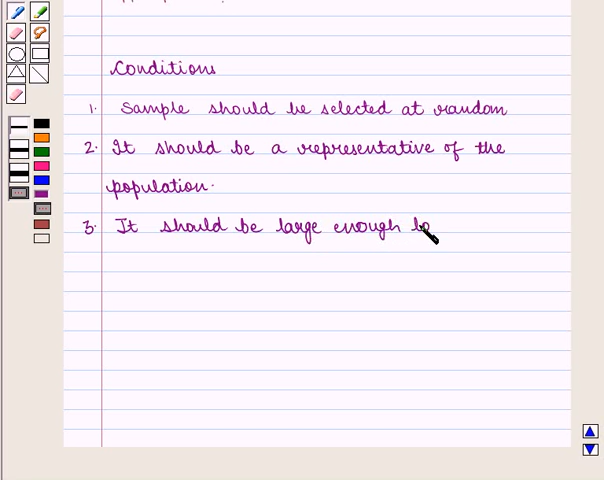 Conditions
1. Sample should be selected at random
2. It should be a representative of the
population.
3. It should be large enough to